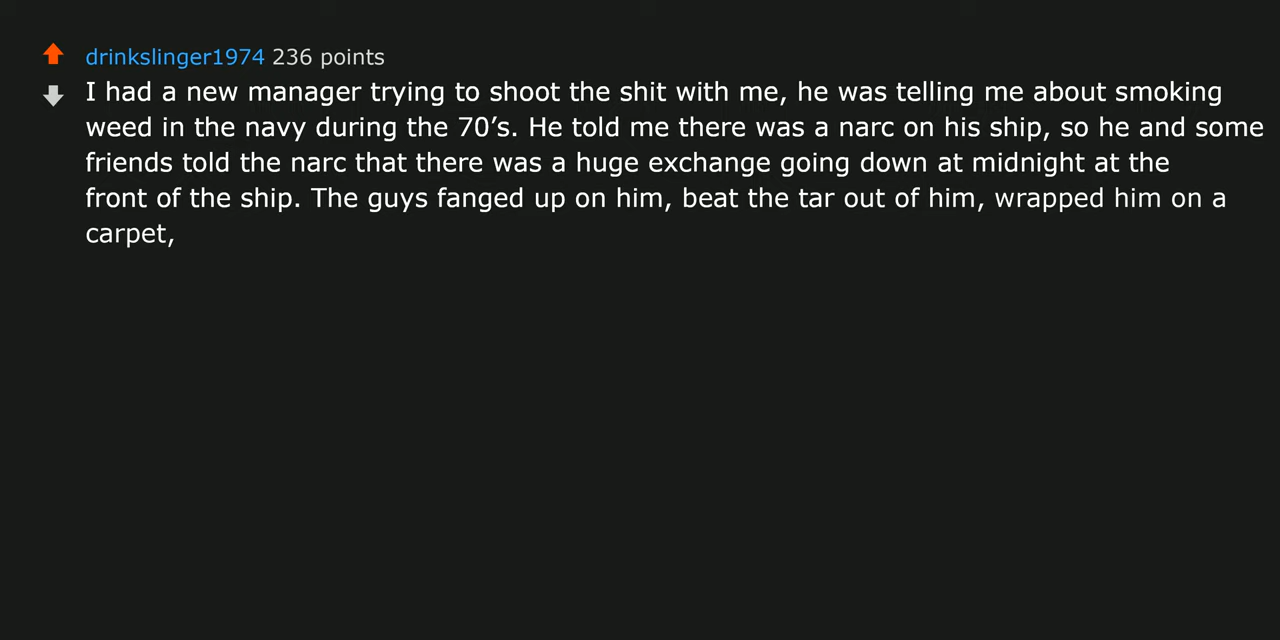 drinkslinger1974 236 points
I had a new manager trying to shoot the shit with me, he was telling me about smoking
weed in the navy during the 70’s. He told me there was a narc on his ship, so he and some
friends told the narc that there was a huge exchange going down at midnight at the
front of the ship. The guys fanged up on him, beat the tar out of him, wrapped him on a
carpet,